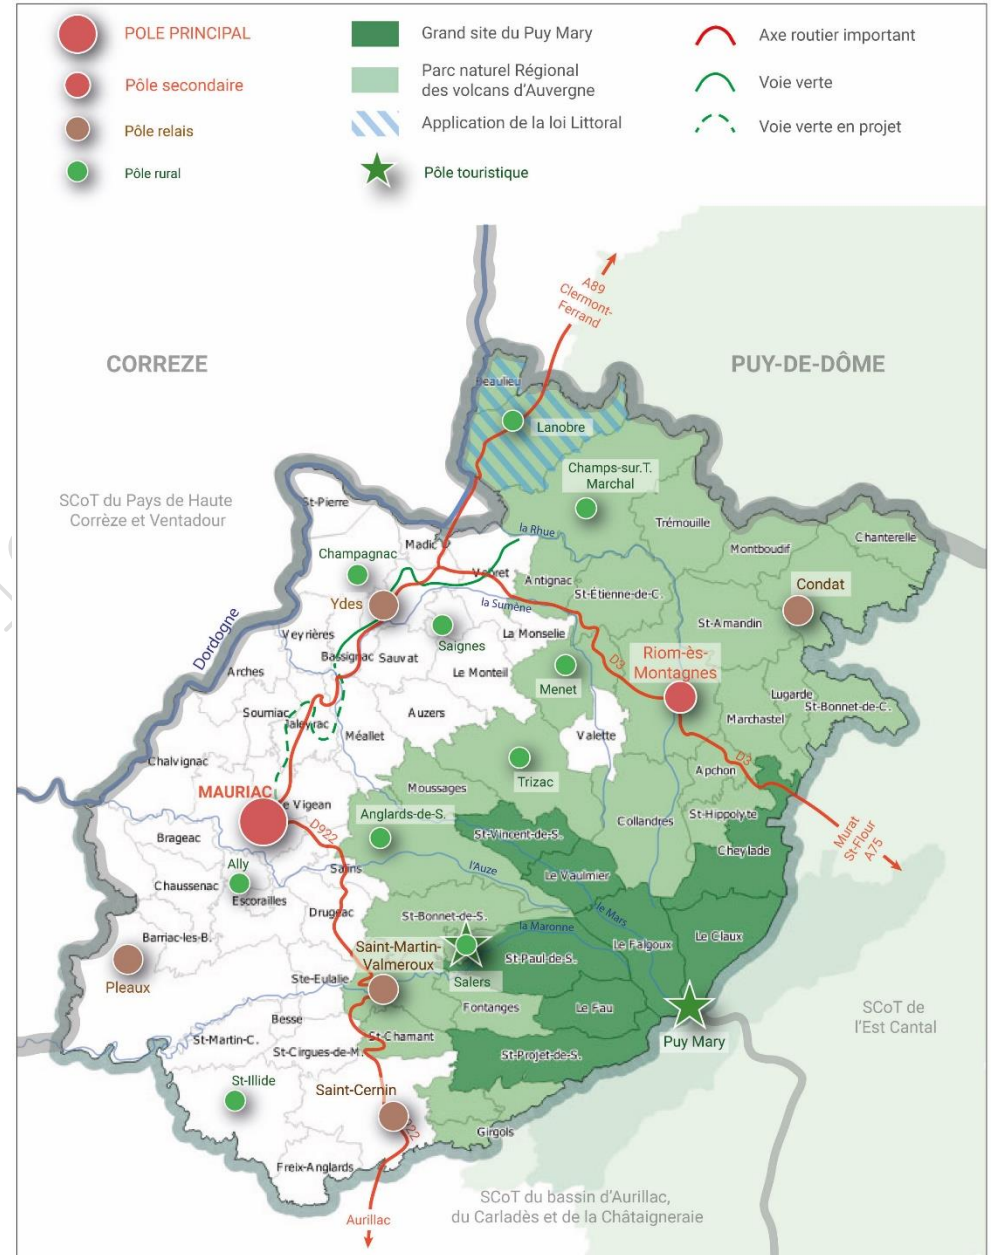 POLE PRINCIPAL
Pôle secondaire
Pôle relais
Pôle rural
Grand site du Puy Mary
Parc naturel Régional
des volcans d'Auvergne
Application de la loi Littoral
Pôle touristique
Axe routier important
Voie verte
Voie verte en projet
A89
Clermont-
Ferrand
CORREZE
PUY-DE-DÔME
Beaulieu
Lanobre
SCoT du Pays de Haute
Corrèze et Ventadour
St-Pierre
Champs-sur.T.
Marchal
Trémouille
Chanterelle
Montboudif
la Rhue
Madic
Champagnac
Vebret
Antignac
St-Étienne-de-C.
Condat
Ydes
la Sumène
St-Amandin
Dordogne
Veyrières
Saignes
La Monselie
Bassignac
Sauvat
Riom-ès-
Montagnes
D3
Arches
Le Monteil
Menet
Lugarde
St-Bonnet-de-C.
Sourniac
Jaleyrac
Auzers
Marchastel
Méallet
Valette
D3
Chalvignac
Trizac
Apchon
MAURIAC
Moussages
le Vigean
Anglards-de-S.
Collandres
St-Hippolyte
D922
Murat
St-Flour
A75
Brageac
St-Vincent-de-S.
Cheylade
Ally
Salins
l'Auze
Le Vaulmier
Chaussenac
Escorailles
Drugeac
St-Bonnet-de-S.
le Mars
la Maronne
Barriac-les-B.
Saint-Martin-
Valmeroux
Le Falgoux
Le Claux
St-Paul-de-S.
Pleaux
Ste-Eulalie
Salers
Fontanges
Le Fau
SCoT de
l'Est Cantal
Besse
St-Martin-C.
St-Chamant
Puy Mary
St-Cirgues-de-M.
St-Projet-de-S.
St-Illide
Saint-Cernin
Girgols
Freix-Anglards
SCoT du bassin d'Aurillac,
du Carladès et de la Châtaigneraie
Aurillac